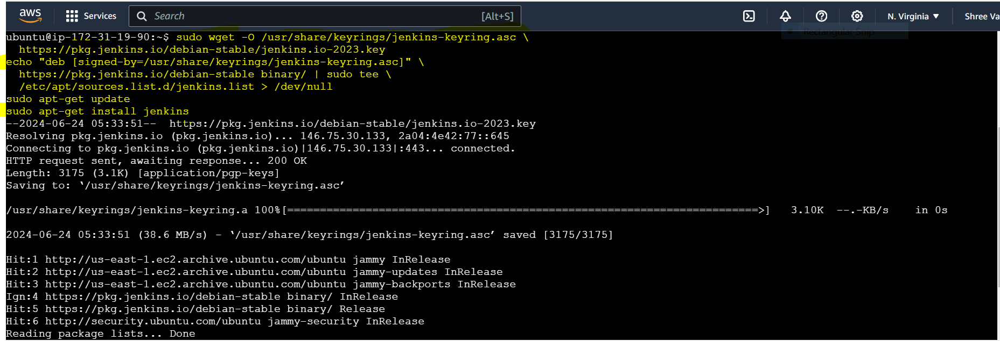 aws Services Search [Alt+S] N. Virginia Shree Va
Rectangular Snip
ubuntu@ip-172-31-19-90:~$ sudo wget -O /usr/share/keyrings/jenkins-keyring.asc \
  https://pkg.jenkins.io/debian-stable/jenkins.io-2023.key
echo "deb [signed-by=/usr/share/keyrings/jenkins-keyring.asc]" \
  https://pkg.jenkins.io/debian-stable binary/ | sudo tee \
  /etc/apt/sources.list.d/jenkins.list > /dev/null
sudo apt-get update
sudo apt-get install jenkins
--2024-06-24 05:33:51--  https://pkg.jenkins.io/debian-stable/jenkins.io-2023.key
Resolving pkg.jenkins.io (pkg.jenkins.io)... 146.75.30.133, 2a04:4e42:77::645
Connecting to pkg.jenkins.io (pkg.jenkins.io)|146.75.30.133|:443... connected.
HTTP request sent, awaiting response... 200 OK
Length: 3175 (3.1K) [application/pgp-keys]
Saving to: ‘/usr/share/keyrings/jenkins-keyring.asc’
/usr/share/keyrings/jenkins-keyring.a 100%[========================================================================>]   3.10K  --.-KB/s    in 0s
2024-06-24 05:33:51 (38.6 MB/s) - ‘/usr/share/keyrings/jenkins-keyring.asc’ saved [3175/3175]
Hit:1 http://us-east-1.ec2.archive.ubuntu.com/ubuntu jammy InRelease
Hit:2 http://us-east-1.ec2.archive.ubuntu.com/ubuntu jammy-updates InRelease
Hit:3 http://us-east-1.ec2.archive.ubuntu.com/ubuntu jammy-backports InRelease
Ign:4 https://pkg.jenkins.io/debian-stable binary/ InRelease
Hit:5 https://pkg.jenkins.io/debian-stable binary/ Release
Hit:6 http://security.ubuntu.com/ubuntu jammy-security InRelease
Reading package lists... Done